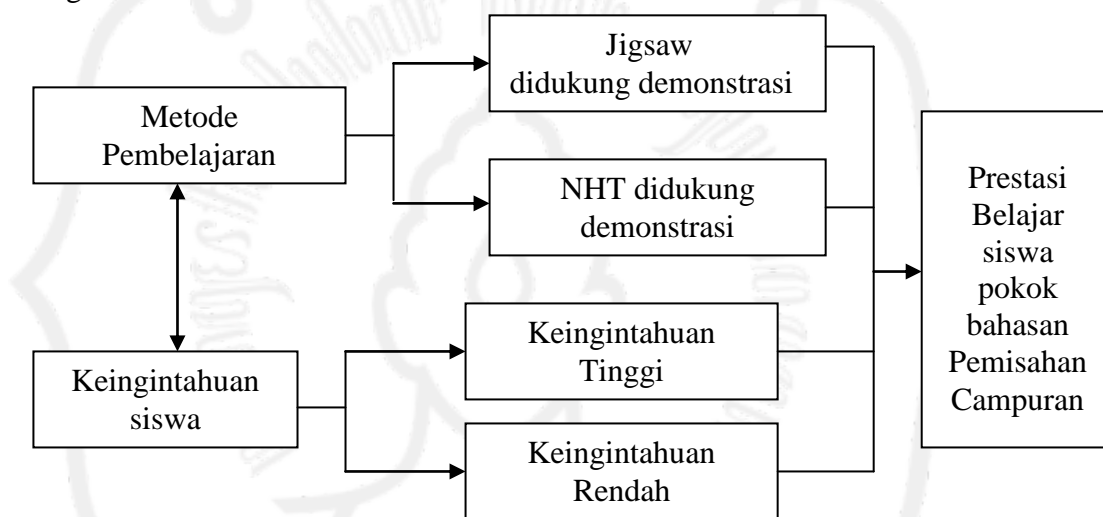 Jigsaw
didukung demonstrasi
Metode
Pembelajaran
NHT didukung
demonstrasi
Prestasi
Belajar
siswa
pokok
bahasan
Pemisahan
Campuran
Keingintahuan
Tinggi
Keingintahuan
siswa
Keingintahuan
Rendah